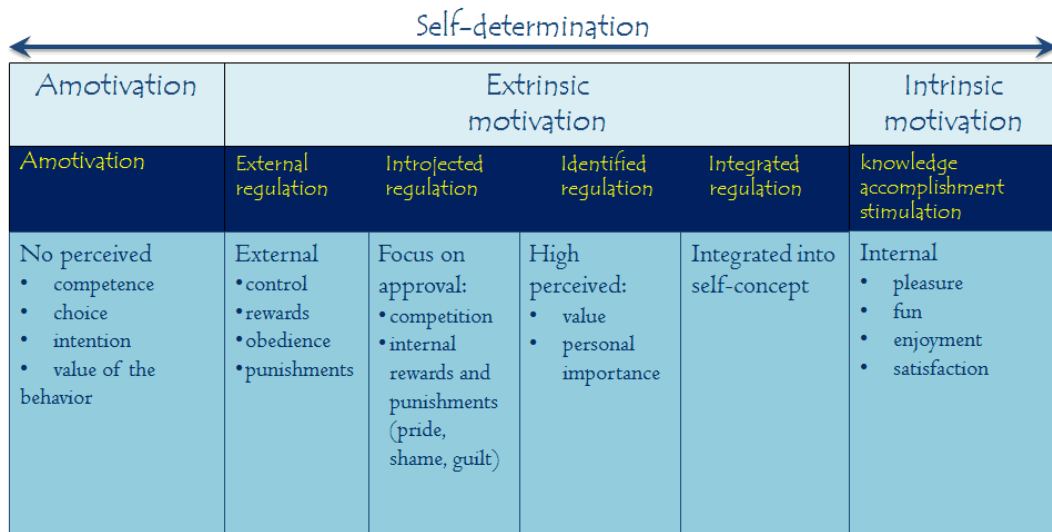 Self-determination
Amotivation
Extrinsic
motivation
Intrinsic
motivation
Amotivation
External
regulation
Introjected
regulation
Identified
regulation
Integrated
regulation
knowledge
accomplishment
stimulation
No perceived
• competence
• choice
• intention
• value of the
behavior
External
• control
• rewards
• obedience
• punishments
Focus on
approval:
• competition
• internal
rewards and
punishments
(pride,
shame, guilt)
High
perceived:
• value
• personal
importance
Integrated into
self-concept
Internal
• pleasure
• fun
• enjoyment
• satisfaction